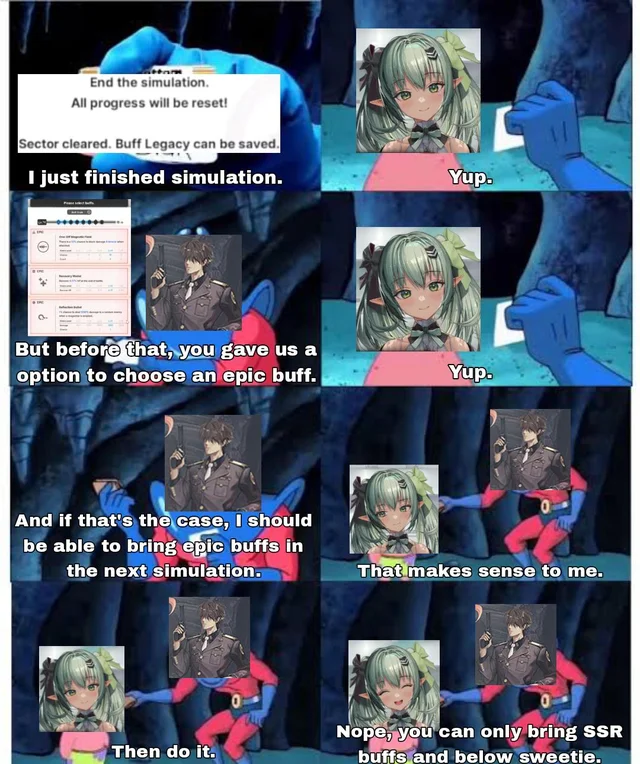 End the simulation.
All progress will be reset!
Sector cleared. Buff Legacy can be saved.
I just finished simulation.
Yup.
EPIC
EPIC
EPIC
But before that, you gave us a
option to choose an epic buff.
Yup.
And if that's the case, I should
be able to bring epic buffs in
the next simulation.
That makes sense to me.
Then do it.
Nope, you can only bring SSR
buffs and below sweetie.